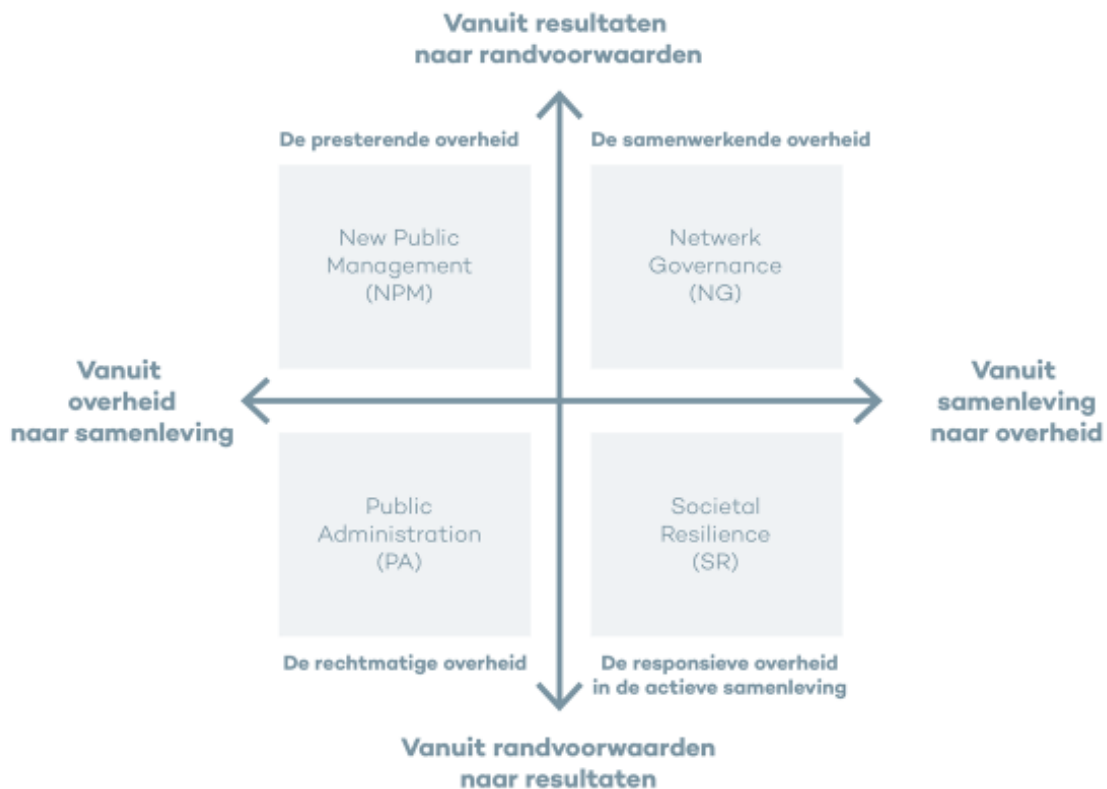 Vanuit resultaten
naar randvoorwaarden
De presterende overheid
De samenwerkende overheid
New Public
Management
(NPM)
Netwerk
Governance
(NG)
Vanuit
overheid
naar samenleving
Vanuit
samenleving
naar overheid
Public
Administration
(PA)
Societal
Resilience
(SR)
De rechtmatige overheid
De responsieve overheid
in de actieve samenleving
Vanuit randvoorwaarden
naar resultaten